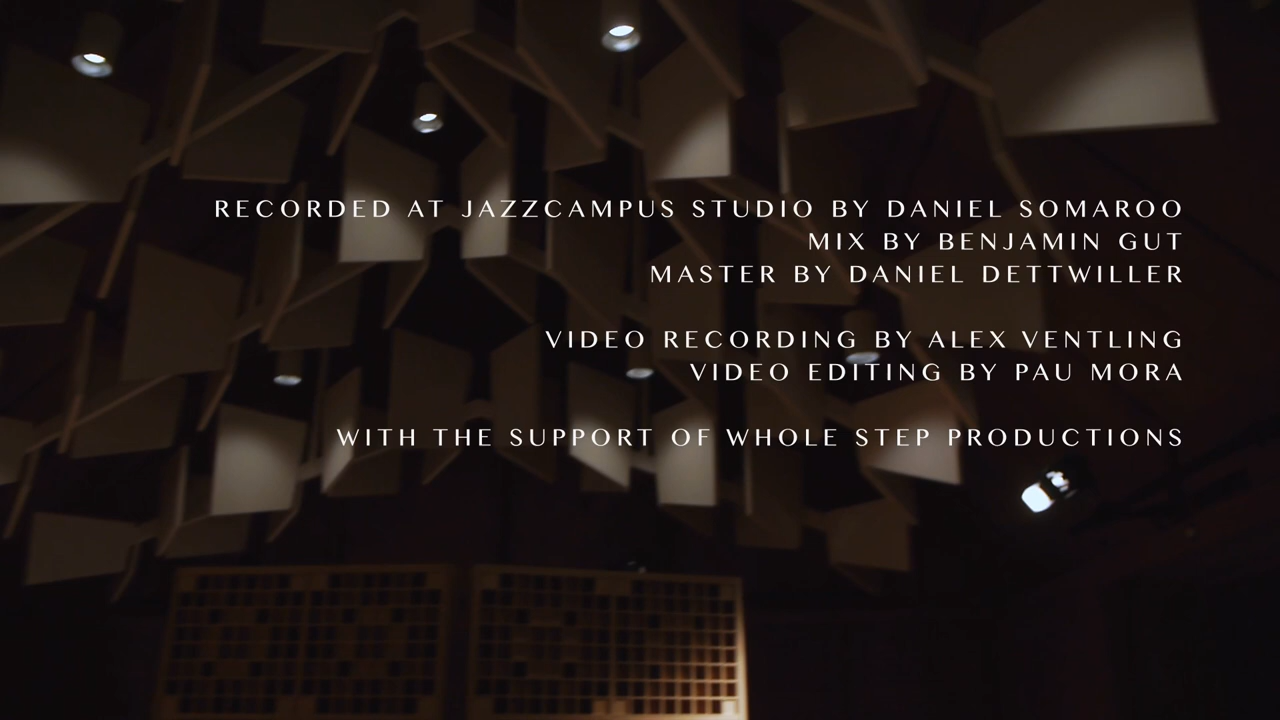 RECORDED AT JAZZCAMPUS STUDIO BY DANIEL SOMAROO
MIX BY BENJAMIN GUT
MASTER BY DANIEL DETTWILLER
VIDEO RECORDING BY ALEX VENTLING
VIDEO EDITING BY PAU MORA
WITH THE SUPPORT OF WHOLE STEP PRODUCTIONS